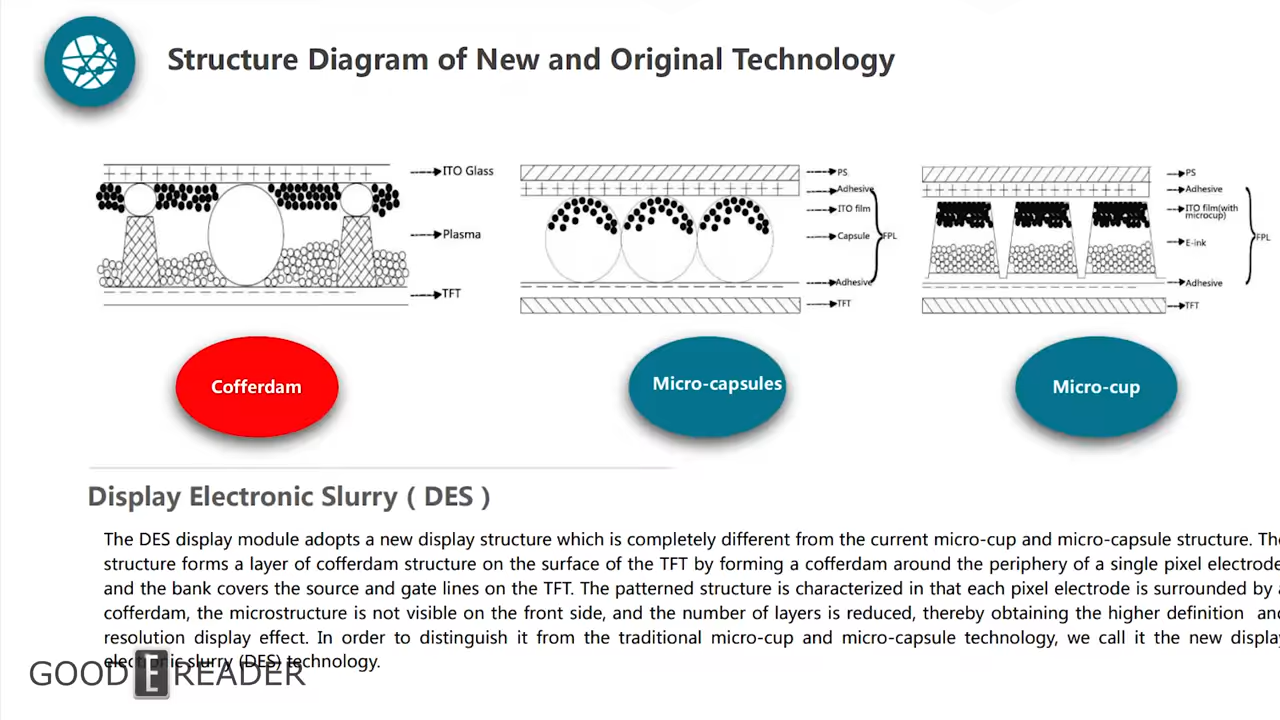 Structure Diagram of New and Original Technology
ITO Glass
Plasma
TFT
PS
Adhesive
ITO film
Capsule
FPL
Adhesive
TFT
PS
Adhesive
ITO film(with
microcup)
E-ink
FPL
Adhesive
TFT
Cofferdam
Micro-capsules
Micro-cup
Display Electronic Slurry ( DES )
The DES display module adopts a new display structure which is completely different from the current micro-cup and micro-capsule structure. The
structure forms a layer of cofferdam structure on the surface of the TFT by forming a cofferdam around the periphery of a single pixel electrode
and the bank covers the source and gate lines on the TFT. The patterned structure is characterized in that each pixel electrode is surrounded by a
cofferdam, the microstructure is not visible on the front side, and the number of layers is reduced, thereby obtaining the higher definition and
resolution display effect. In order to distinguish it from the traditional micro-cup and micro-capsule technology, we call it the new display
electronic slurry (DES) technology.
GOOD E READER